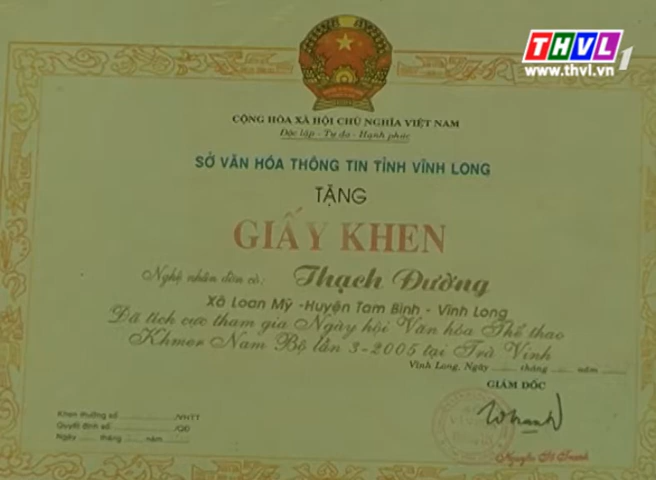 THVL1
www.thvl.vn
CỘNG HÒA XÃ HỘI CHỦ NGHĨA VIỆT NAM
Độc lập - Tự do - Hạnh phúc
SỞ VĂN HÓA THÔNG TIN TỈNH VĨNH LONG
TẶNG
GIẤY KHEN
Nghệ nhân đờn cò: Thạch Đường
Xã Loan Mỹ -Huyện Tam Bình - Vĩnh Long
Đã tích cực tham gia Ngày hội Văn hóa Thể thao
Khmer Nam Bộ lần 3-2005 tại Trà Vinh
Vĩnh Long, Ngày ...... tháng ...... năm ......
GIÁM ĐỐC
Khen thưởng số ............/VHTT
Quyết định số ............/QĐ
Ngày ...... tháng ...... năm ......